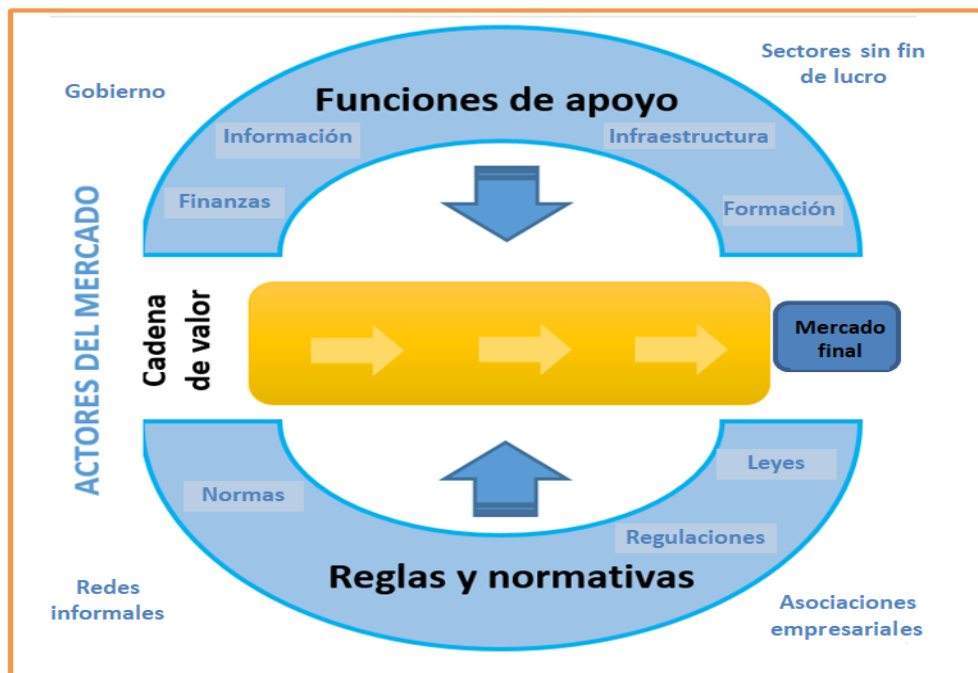 Gobierno
Sectores sin fin
de lucro
Funciones de apoyo
Información
Infraestructura
Finanzas
Formación
ACTORES DEL MERCADO
Cadena
de valor
Mercado
final
Normas
Leyes
Regulaciones
Reglas y normativas
Redes
informales
Asociaciones
empresariales